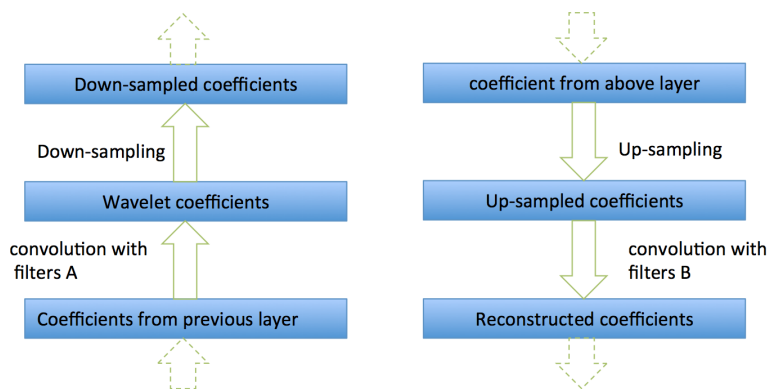 Down-sampled coefficients
Down-sampling
Wavelet coefficients
convolution with
filters A
Coefficients from previous layer
coefficient from above layer
Up-sampling
Up-sampled coefficients
convolution with
filters B
Reconstructed coefficients